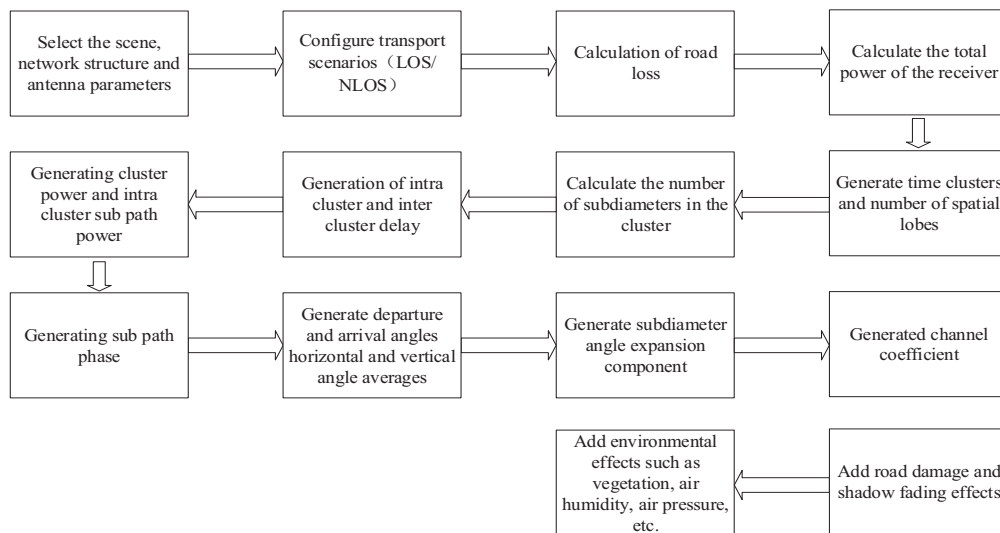 Select the scene,
network structure and
antenna parameters
Configure transport
scenarios（LOS/
NLOS）
Calculation of road
loss
Calculate the total
power of the receiver
Generating cluster
power and intra
cluster sub path
power
Generation of intra
cluster and inter
cluster delay
Calculate the number
of subdiameters in the
cluster
Generate time clusters
and number of spatial
lobes
Generating sub path
phase
Generate departure
and arrival angles
horizontal and vertical
angle averages
Generate subdiameter
angle expansion
component
Generated channel
coefficient
Add environmental
effects such as
vegetation, air
humidity, air pressure,
etc.
Add road damage and
shadow fading effects